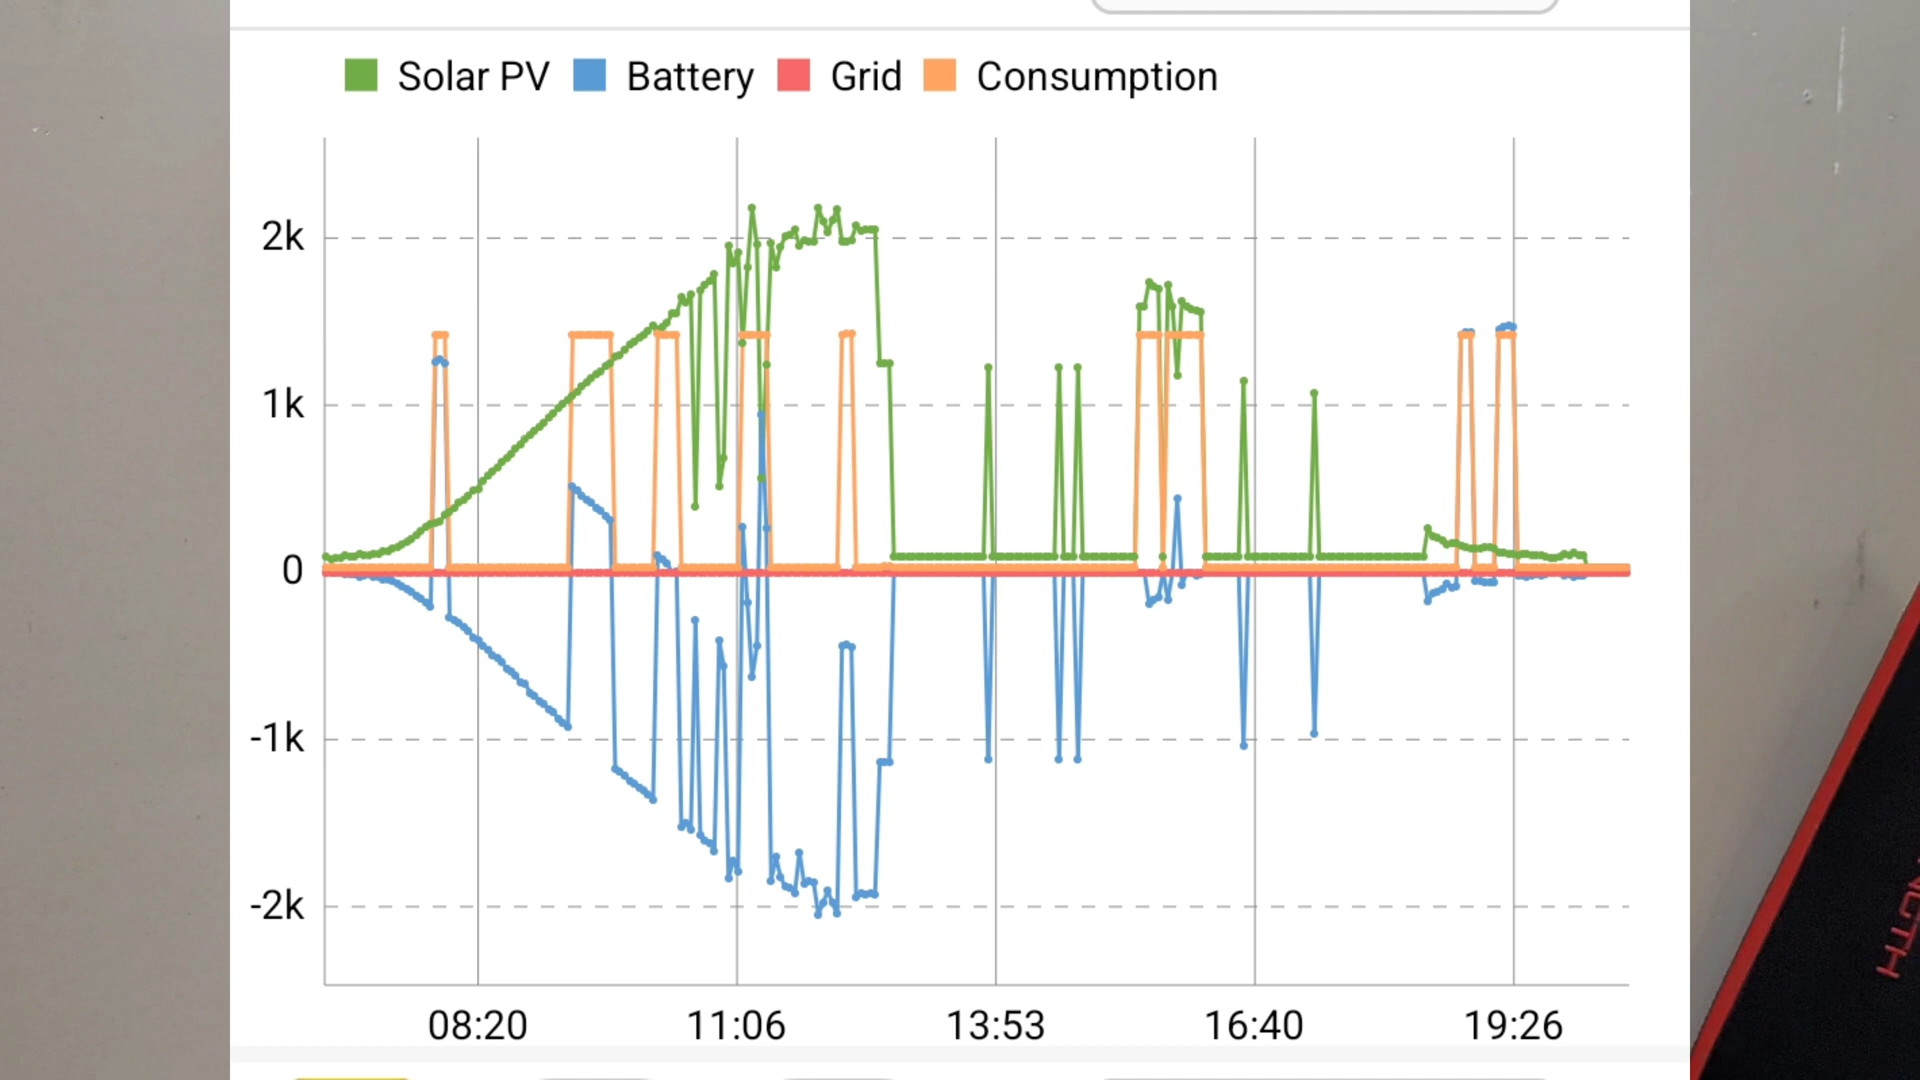 Solar PV Battery Grid Consumption
2k
1k
0
-1k
-2k
08:20 11:06 13:53 16:40 19:26